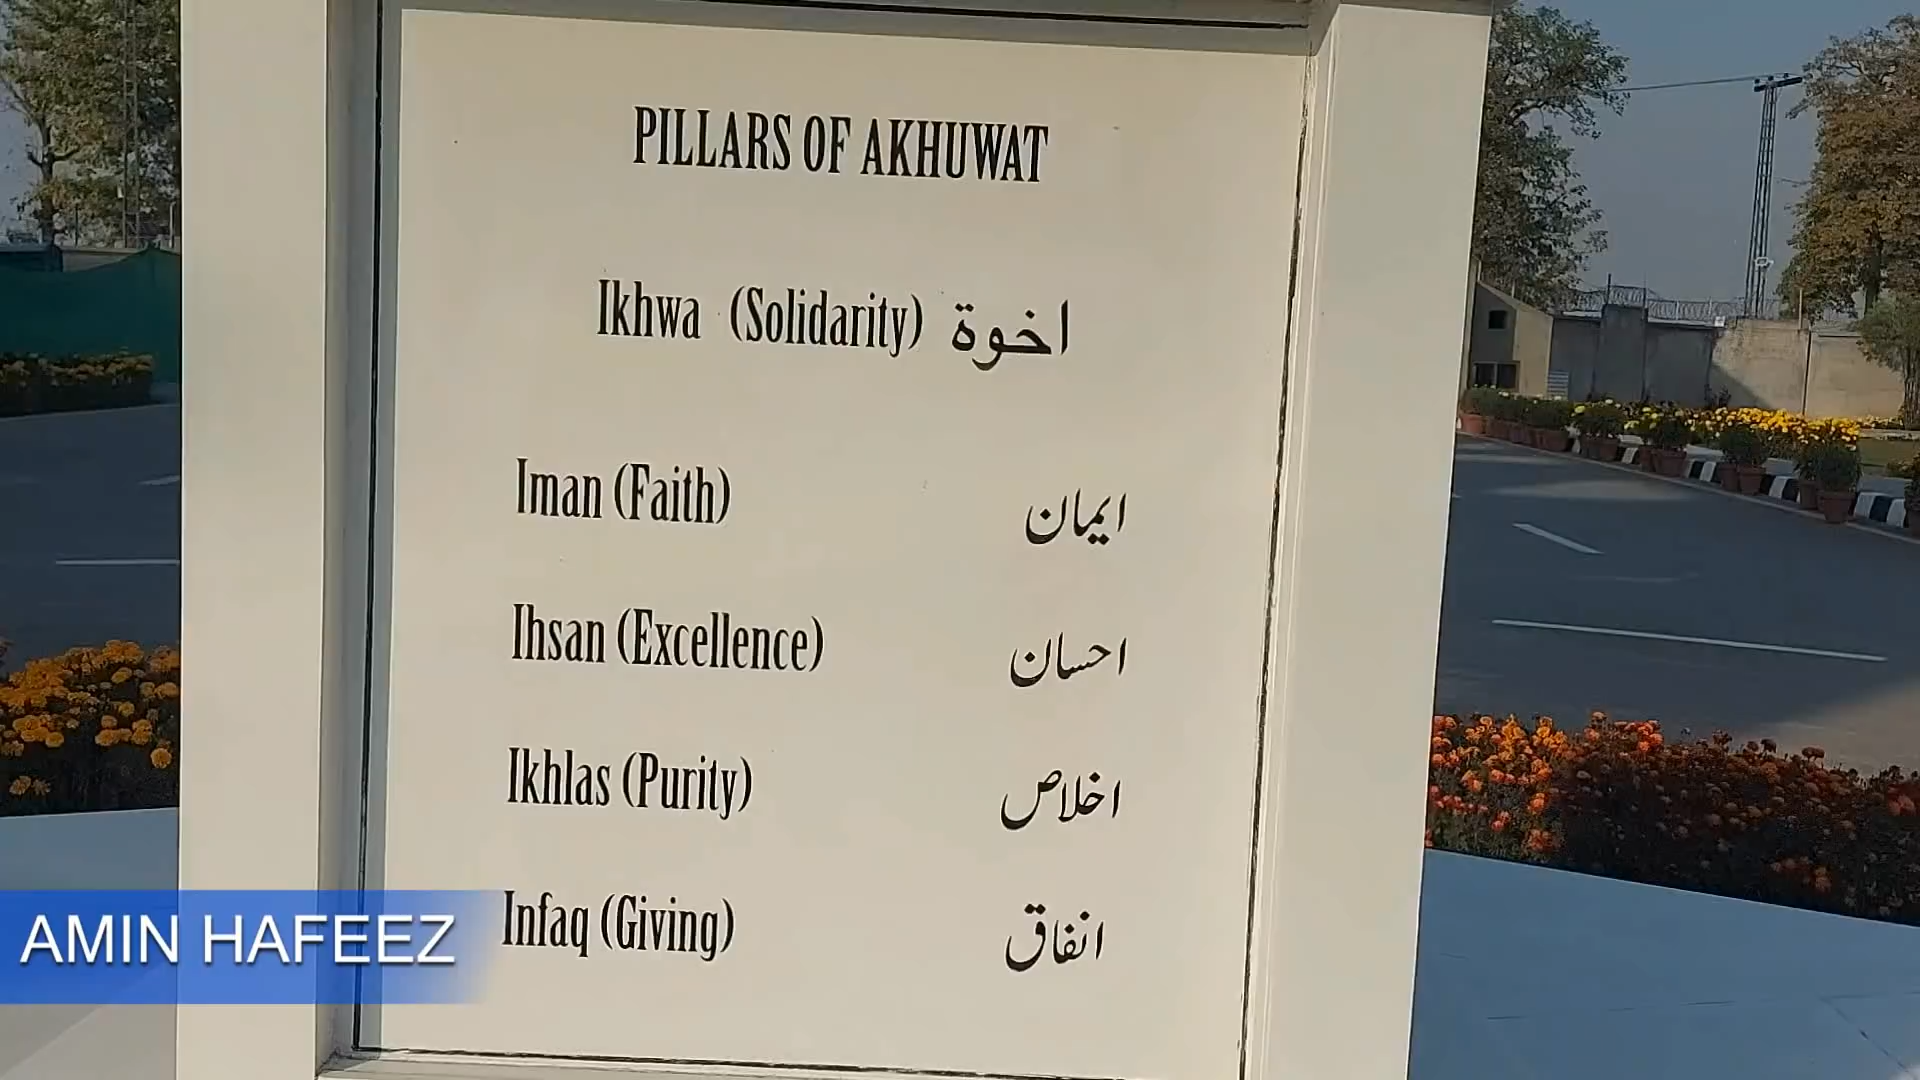 PILLARS OF AKHUWAT
Ikhwa (Solidarity) اخوة
Iman (Faith) ایمان
Ihsan (Excellence) احسان
Ikhlas (Purity) اخلاص
Infaq (Giving) انفاق
AMIN HAFEEZ